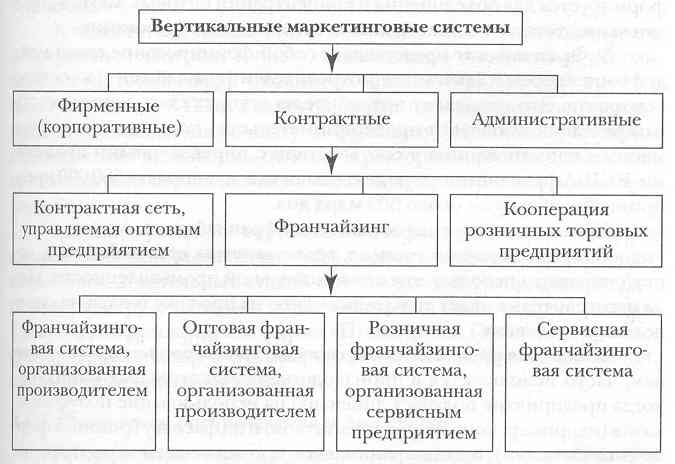 Вертикальные маркетинговые системы
Фирменные
(корпоративные)
Контрактные
Административные
Контрактная сеть,
управляемая оптовым
предприятием
Франчайзинг
Кооперация
розничных торговых
предприятий
Франчайзинго-
вая система,
организованная
производителем
Оптовая фран-
чайзинговая
система,
организованная
производителем
Розничная
франчайзинго-
вая система,
организованная
сервисным
предприятием
Сервисная
франчайзинго-
вая система